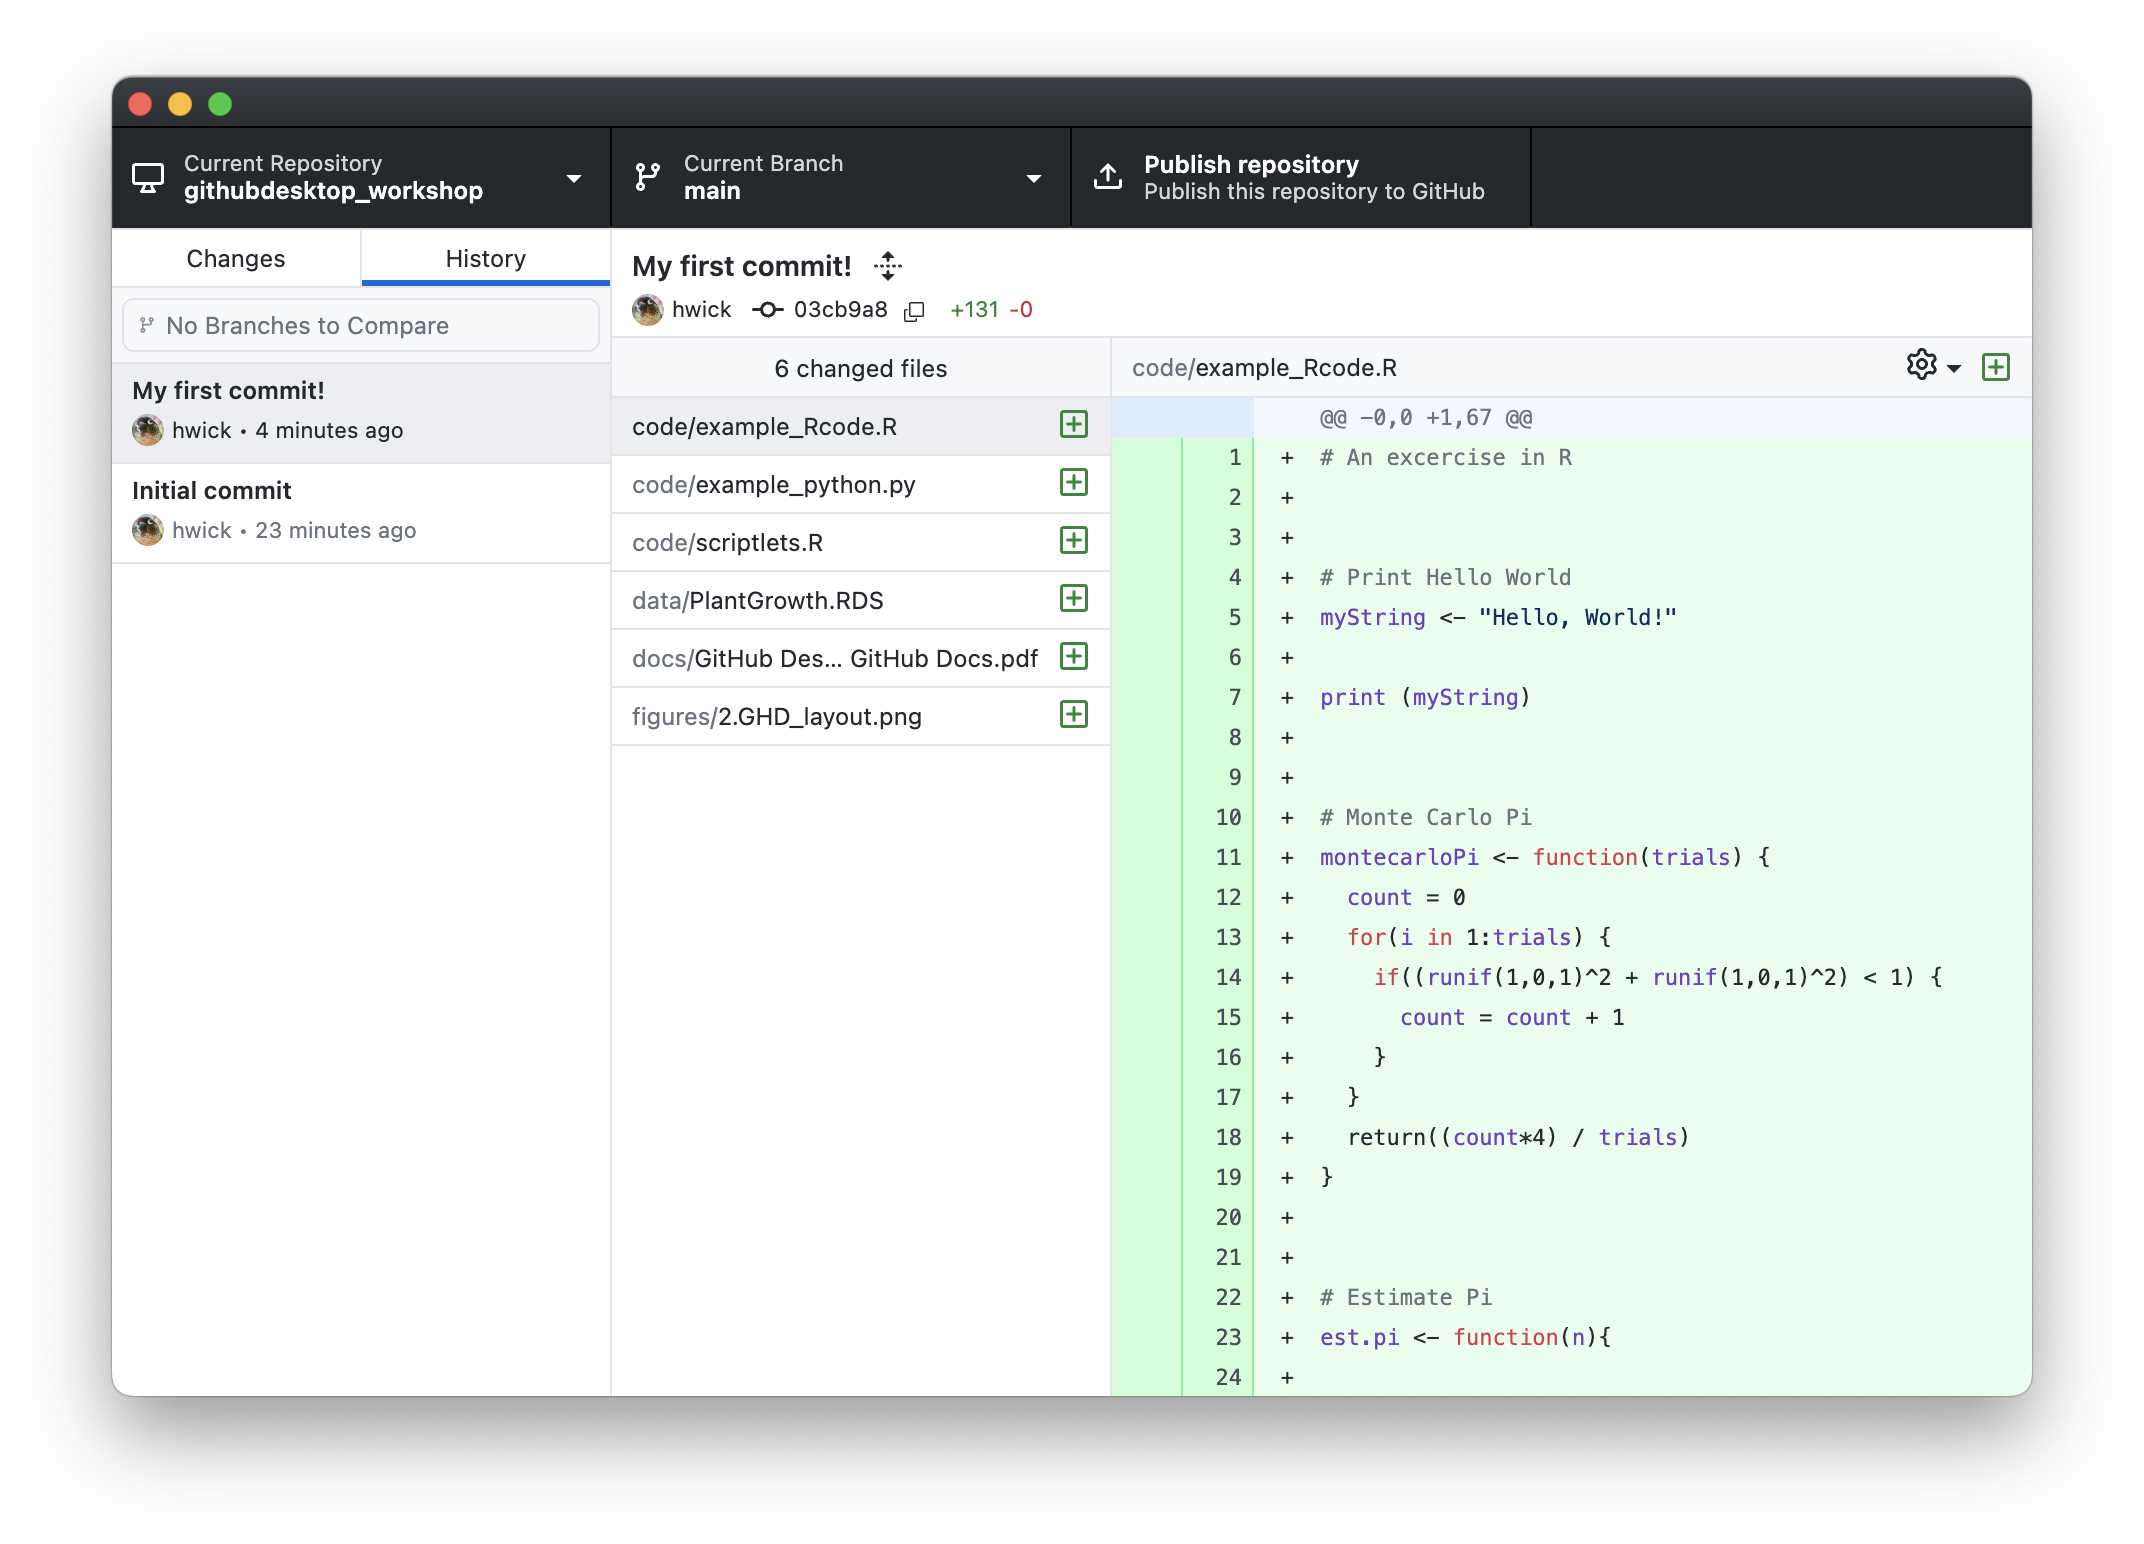 Current Repository
githubdesktop_workshop
Current Branch
main
Publish repository
Publish this repository to GitHub
Changes
History
No Branches to Compare
My first commit!
hwick • 4 minutes ago
Initial commit
hwick • 23 minutes ago
My first commit!
hwick 03cb9a8 +131 -0
6 changed files
code/example_Rcode.R
code/example_python.py
code/scriptlets.R
data/PlantGrowth.RDS
docs/GitHub Des... GitHub Docs.pdf
figures/2.GHD_layout.png
code/example_Rcode.R
@@ -0,0 +1,67 @@
1 + # An excercise in R
2 +
3 +
4 + # Print Hello World
5 + myString <- "Hello, World!"
6 +
7 + print (myString)
8 +
9 +
10 + # Monte Carlo Pi
11 + montecarloPi <- function(trials) {
12 +   count = 0
13 +   for(i in 1:trials) {
14 +     if((runif(1,0,1)^2 + runif(1,0,1)^2) < 1) {
15 +       count = count + 1
16 +     }
17 +   }
18 +   return((count*4) / trials)
19 + }
20 +
21 +
22 + # Estimate Pi
23 + est.pi <- function(n){
24 +